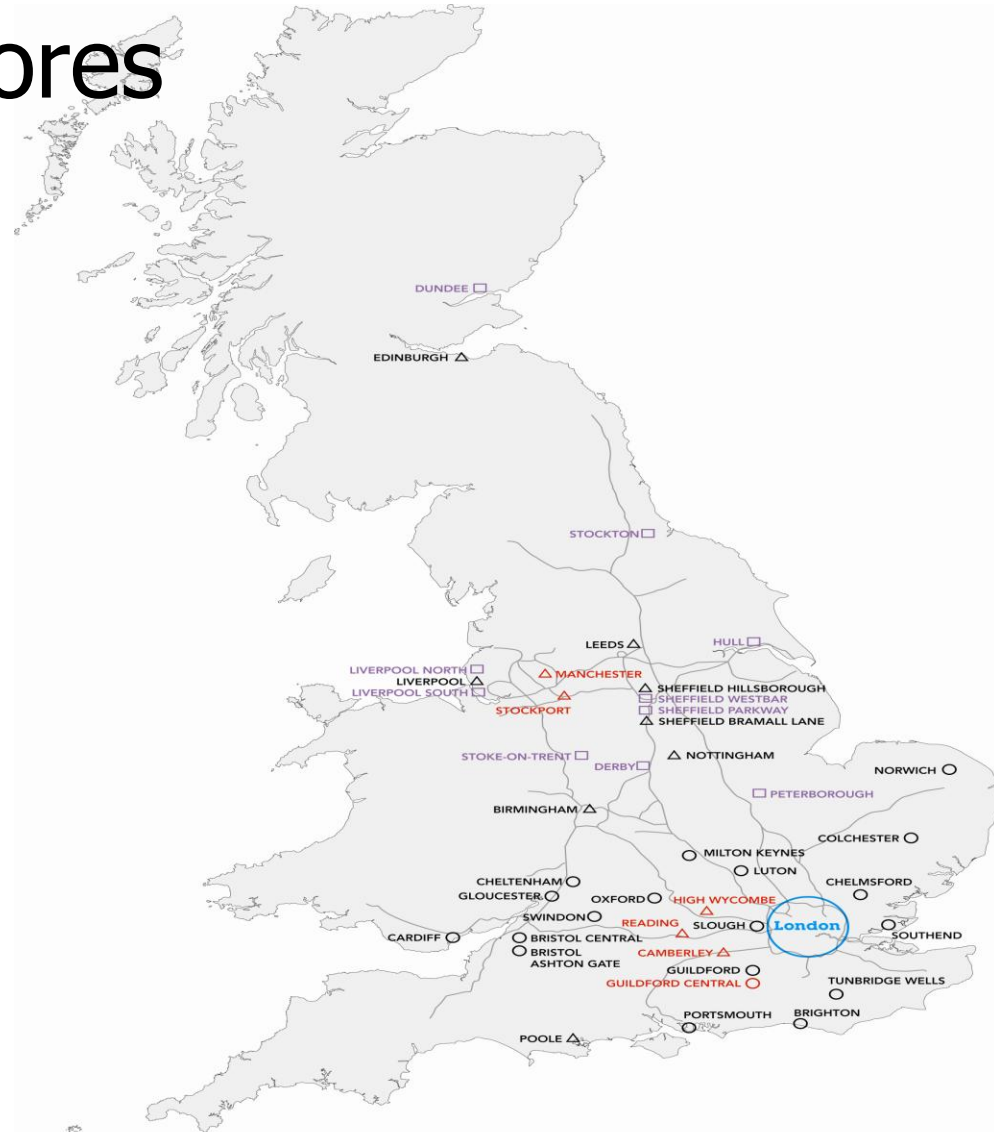 ores
DUNDEE
EDINBURGH
STOCKTON
LEEDS
HULL
LIVERPOOL NORTH
MANCHESTER
LIVERPOOL
LIVERPOOL SOUTH
SHEFFIELD HILLSBOROUGH
SHEFFIELD WESTBAR
STOCKPORT
SHEFFIELD PARKWAY
SHEFFIELD BRAMALL LANE
STOKE-ON-TRENT
NOTTINGHAM
DERBY
NORWICH
PETERBOROUGH
BIRMINGHAM
COLCHESTER
MILTON KEYNES
LUTON
CHELTENHAM
CHELMSFORD
GLOUCESTER
OXFORD
HIGH WYCOMBE
SWINDON
READING
SLOUGH
London
SOUTHEND
CARDIFF
BRISTOL CENTRAL
BRISTOL
ASHTON GATE
CAMBERLEY
GUILDFORD
GUILDFORD CENTRAL
TUNBRIDGE WELLS
PORTSMOUTH
BRIGHTON
POOLE